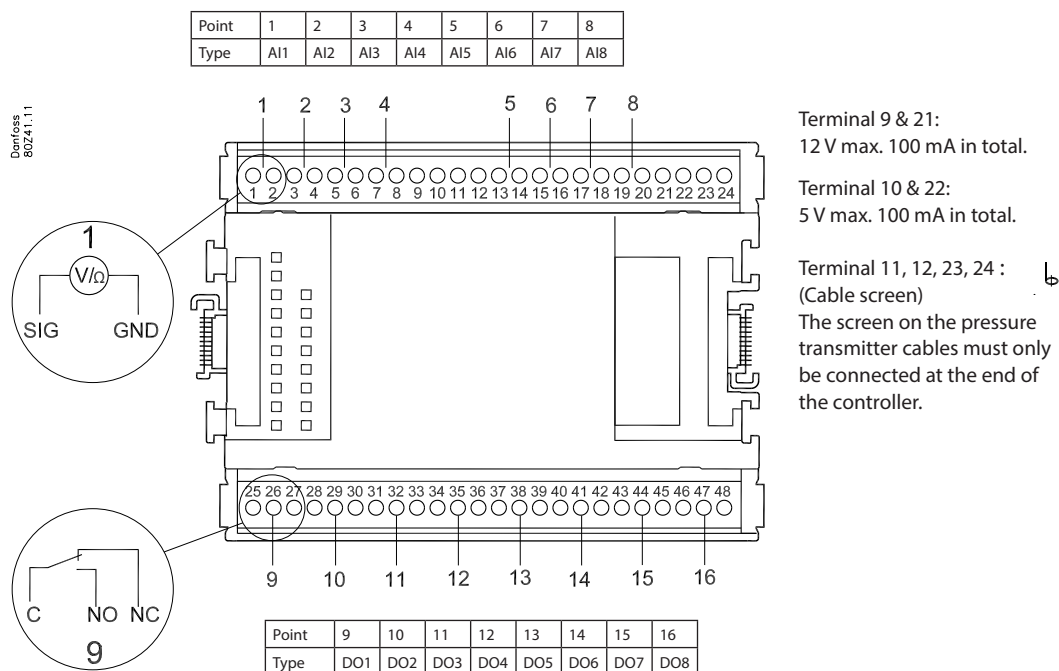 Point 1 2 3 4 5 6 7 8
Type AI1 AI2 AI3 AI4 AI5 AI6 AI7 AI8
Danfoss
80Z41.11
1 2 3 4 5 6 7 8
1 2 3 4 5 6 7 8 9 10 11 12 13 14 15 16 17 18 19 20 21 22 23 24
Terminal 9 & 21:
12 V max. 100 mA in total.
Terminal 10 & 22:
5 V max. 100 mA in total.
Terminal 11, 12, 23, 24 :
(Cable screen)
The screen on the pressure
transmitter cables must only
be connected at the end of
the controller.
1
V/Ω
SIG GND
25 26 27 28 29 30 31 32 33 34 35 36 37 38 39 40 41 42 43 44 45 46 47 48
9 10 11 12 13 14 15 16
C NO NC
9
Point 9 10 11 12 13 14 15 16
Type DO1 DO2 DO3 DO4 DO5 DO6 DO7 DO8